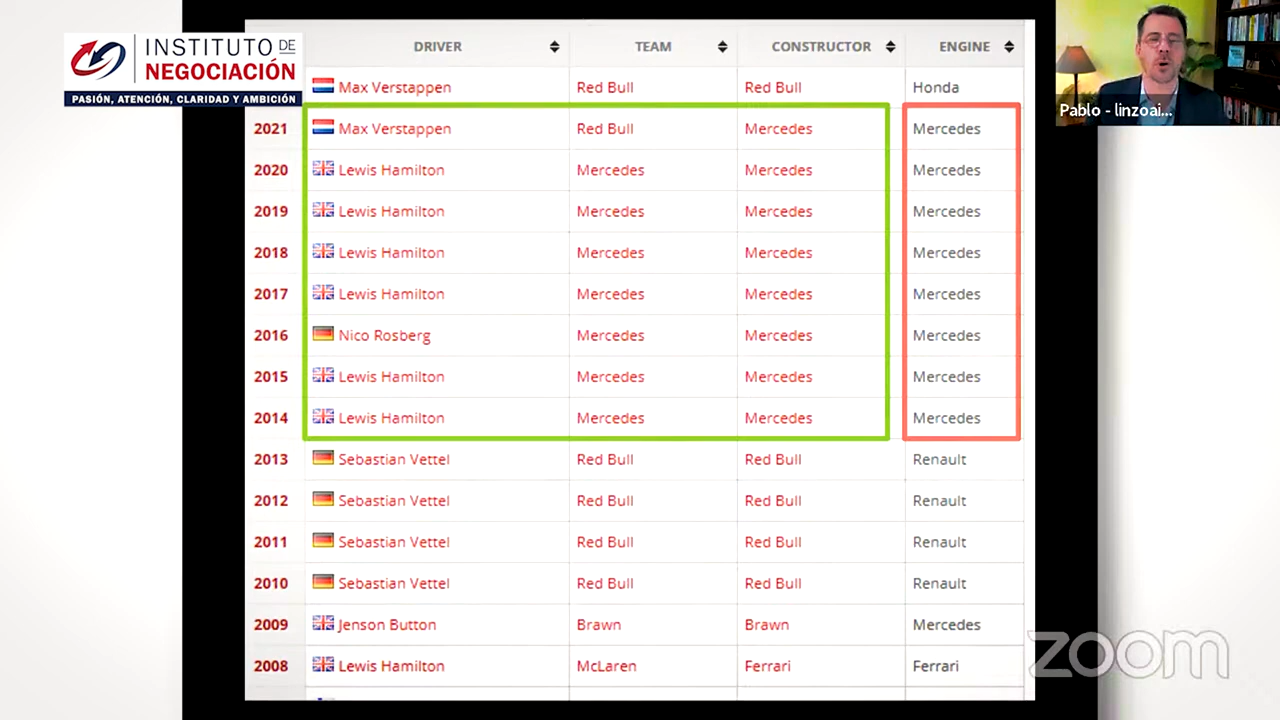 INSTITUTO DE
NEGOCIACIÓN
PASIÓN, ATENCIÓN, CLARIDAD Y AMBICIÓN
DRIVER TEAM CONSTRUCTOR ENGINE
Max Verstappen Red Bull Red Bull Honda
2021 Max Verstappen Red Bull Mercedes Mercedes
2020 Lewis Hamilton Mercedes Mercedes Mercedes
2019 Lewis Hamilton Mercedes Mercedes Mercedes
2018 Lewis Hamilton Mercedes Mercedes Mercedes
2017 Lewis Hamilton Mercedes Mercedes Mercedes
2016 Nico Rosberg Mercedes Mercedes Mercedes
2015 Lewis Hamilton Mercedes Mercedes Mercedes
2014 Lewis Hamilton Mercedes Mercedes Mercedes
2013 Sebastian Vettel Red Bull Red Bull Renault
2012 Sebastian Vettel Red Bull Red Bull Renault
2011 Sebastian Vettel Red Bull Red Bull Renault
2010 Sebastian Vettel Red Bull Red Bull Renault
2009 Jenson Button Brawn Brawn Mercedes
2008 Lewis Hamilton McLaren Ferrari Ferrari
Pablo - linzoai...
zoom